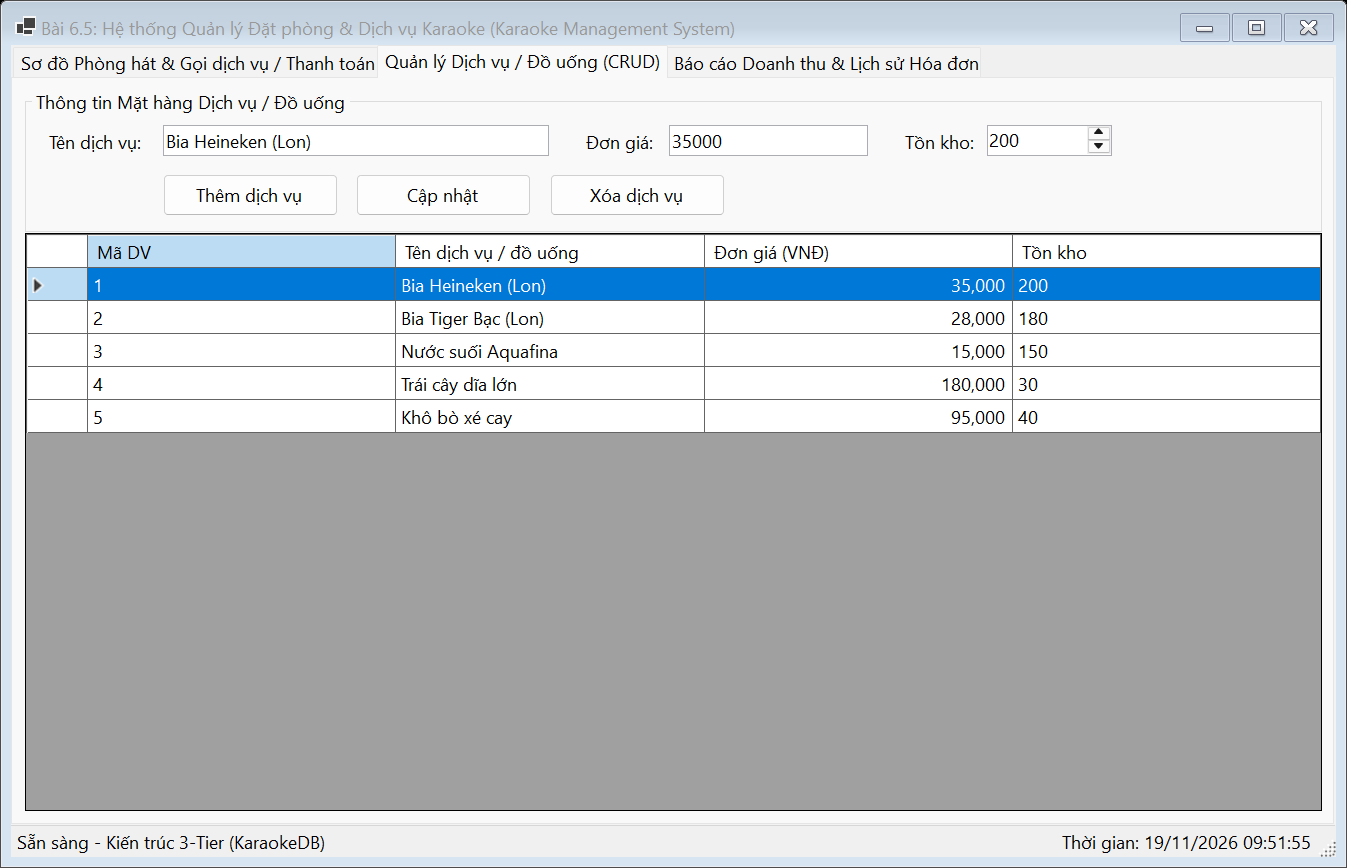 Bài 6.5: Hệ thống Quản lý Đặt phòng & Dịch vụ Karaoke (Karaoke Management System)
Sơ đồ Phòng hát & Gọi dịch vụ / Thanh toán Quản lý Dịch vụ / Đồ uống (CRUD) Báo cáo Doanh thu & Lịch sử Hóa đơn
Thông tin Mặt hàng Dịch vụ / Đồ uống
Tên dịch vụ: Bia Heineken (Lon) Đơn giá: 35000 Tồn kho: 200
Thêm dịch vụ Cập nhật Xóa dịch vụ
Mã DV Tên dịch vụ / đồ uống Đơn giá (VNĐ) Tồn kho
1 Bia Heineken (Lon) 35,000 200
2 Bia Tiger Bạc (Lon) 28,000 180
3 Nước suối Aquafina 15,000 150
4 Trái cây dĩa lớn 180,000 30
5 Khô bò xé cay 95,000 40
Sẵn sàng - Kiến trúc 3-Tier (KaraokeDB) Thời gian: 19/11/2026 09:51:55